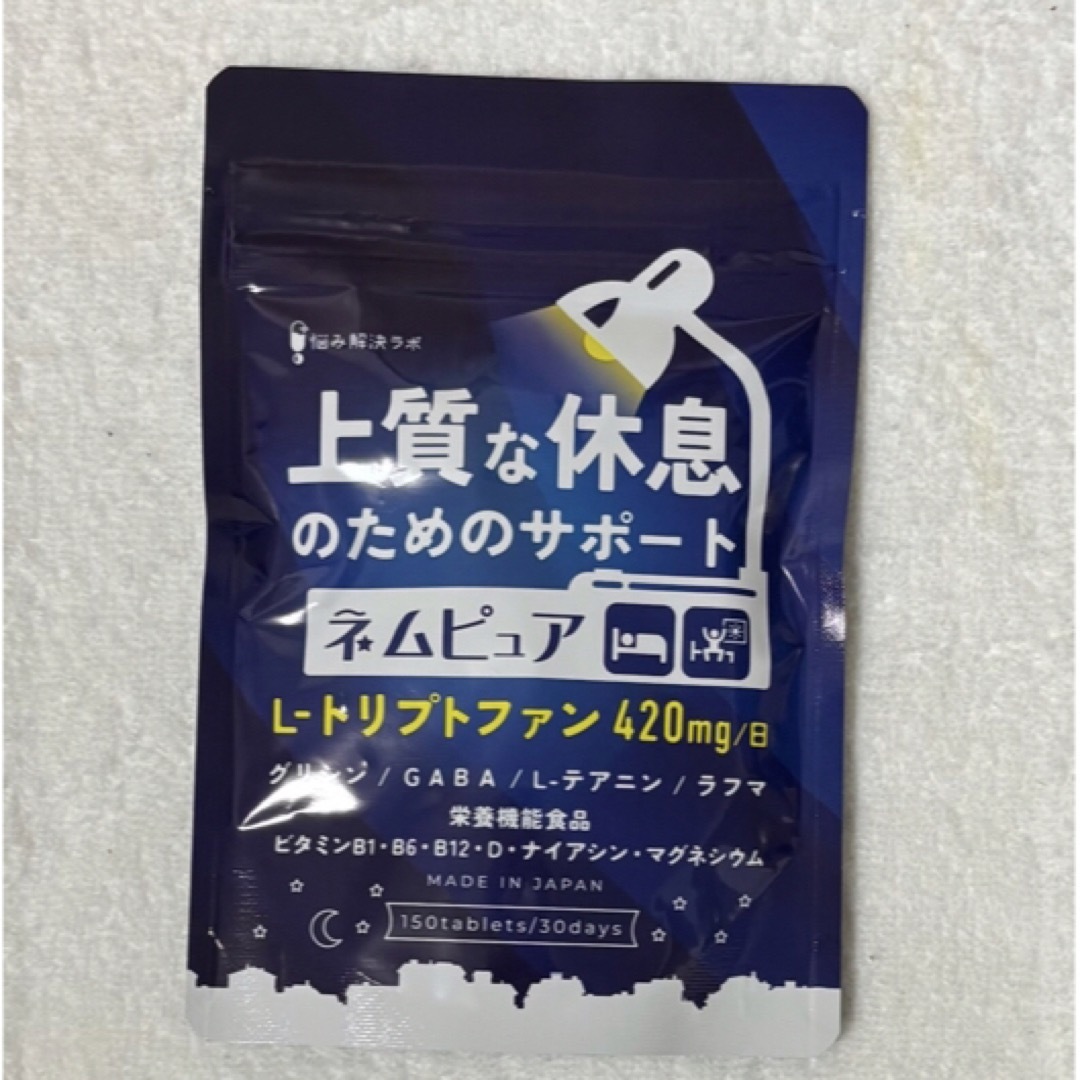 悩み解決ラボ
上質な休息
のためのサポート
ネムピュア
L-トリプトファン 420mg/日
グリシン / GABA / L-テアニン / ラフマ
栄養機能食品
ビタミンB1・B6・B12・D・ナイアシン・マグネシウム
MADE IN JAPAN
150tablets/30days